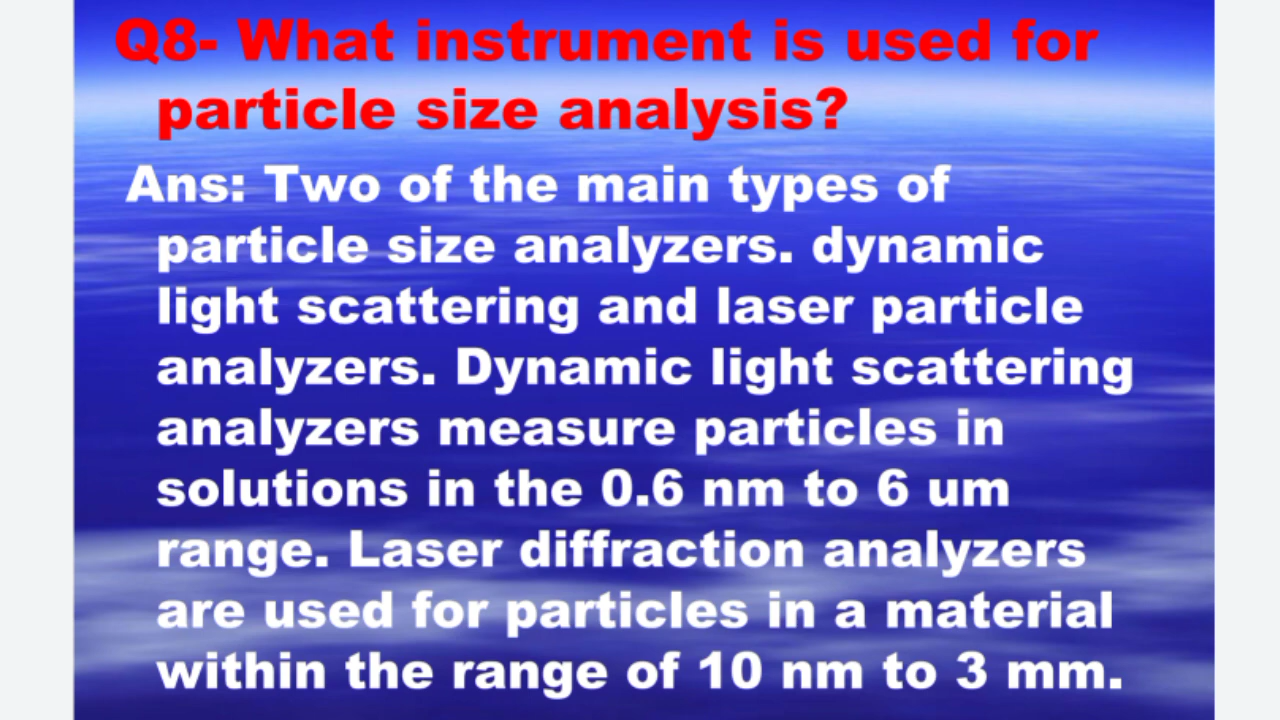 Q8- What instrument is used for
particle size analysis?
Ans: Two of the main types of
particle size analyzers. dynamic
light scattering and laser particle
analyzers. Dynamic light scattering
analyzers measure particles in
solutions in the 0.6 nm to 6 um
range. Laser diffraction analyzers
are used for particles in a material
within the range of 10 nm to 3 mm.